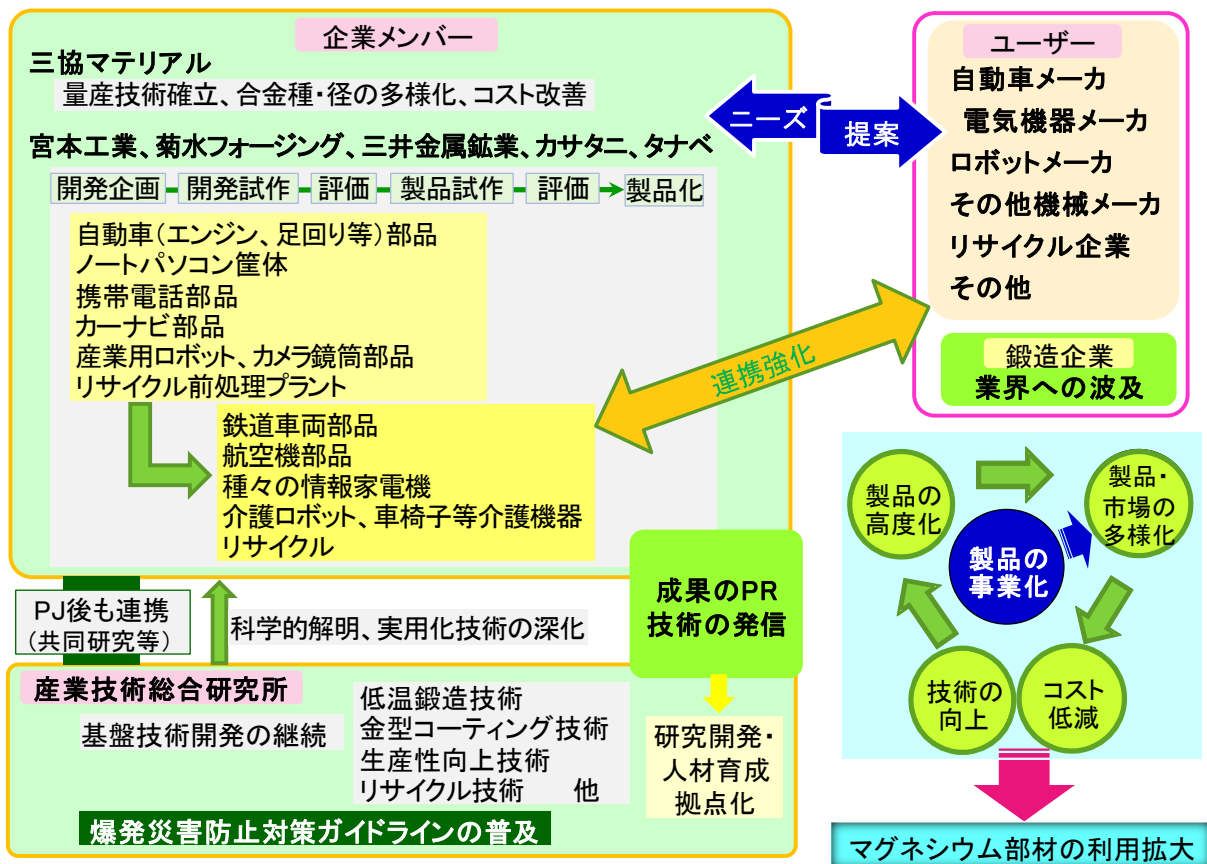 企業メンバー
三協マテリアル
量産技術確立、合金種・径の多様化、コスト改善
宮本工業、菊水フォージング、三井金属鉱業、カサタニ、タナベ
開発企画 開発試作 評価 製品試作 評価 製品化
自動車(エンジン、足回り等)部品
ノートパソコン筐体
携帯電話部品
カーナビ部品
産業用ロボット、カメラ鏡筒部品
リサイクル前処理プラント
鉄道車両部品
航空機部品
種々の情報家電機
介護ロボット、車椅子等介護機器
リサイクル
ニーズ
提案
連携強化
ユーザー
自動車メーカ
電気機器メーカ
ロボットメーカ
その他機械メーカ
リサイクル企業
その他
鍛造企業
業界への波及
PJ後も連携
(共同研究等)
科学的解明、実用化技術の深化
成果のPR
技術の発信
産業技術総合研究所
基盤技術開発の継続
低温鍛造技術
金型コーティング技術
生産性向上技術
リサイクル技術 他
爆発災害防止対策ガイドラインの普及
研究開発・
人材育成
拠点化
製品の
高度化
製品・
市場の
多様化
製品の
事業化
技術の
向上
コスト
低減
マグネシウム部材の利用拡大